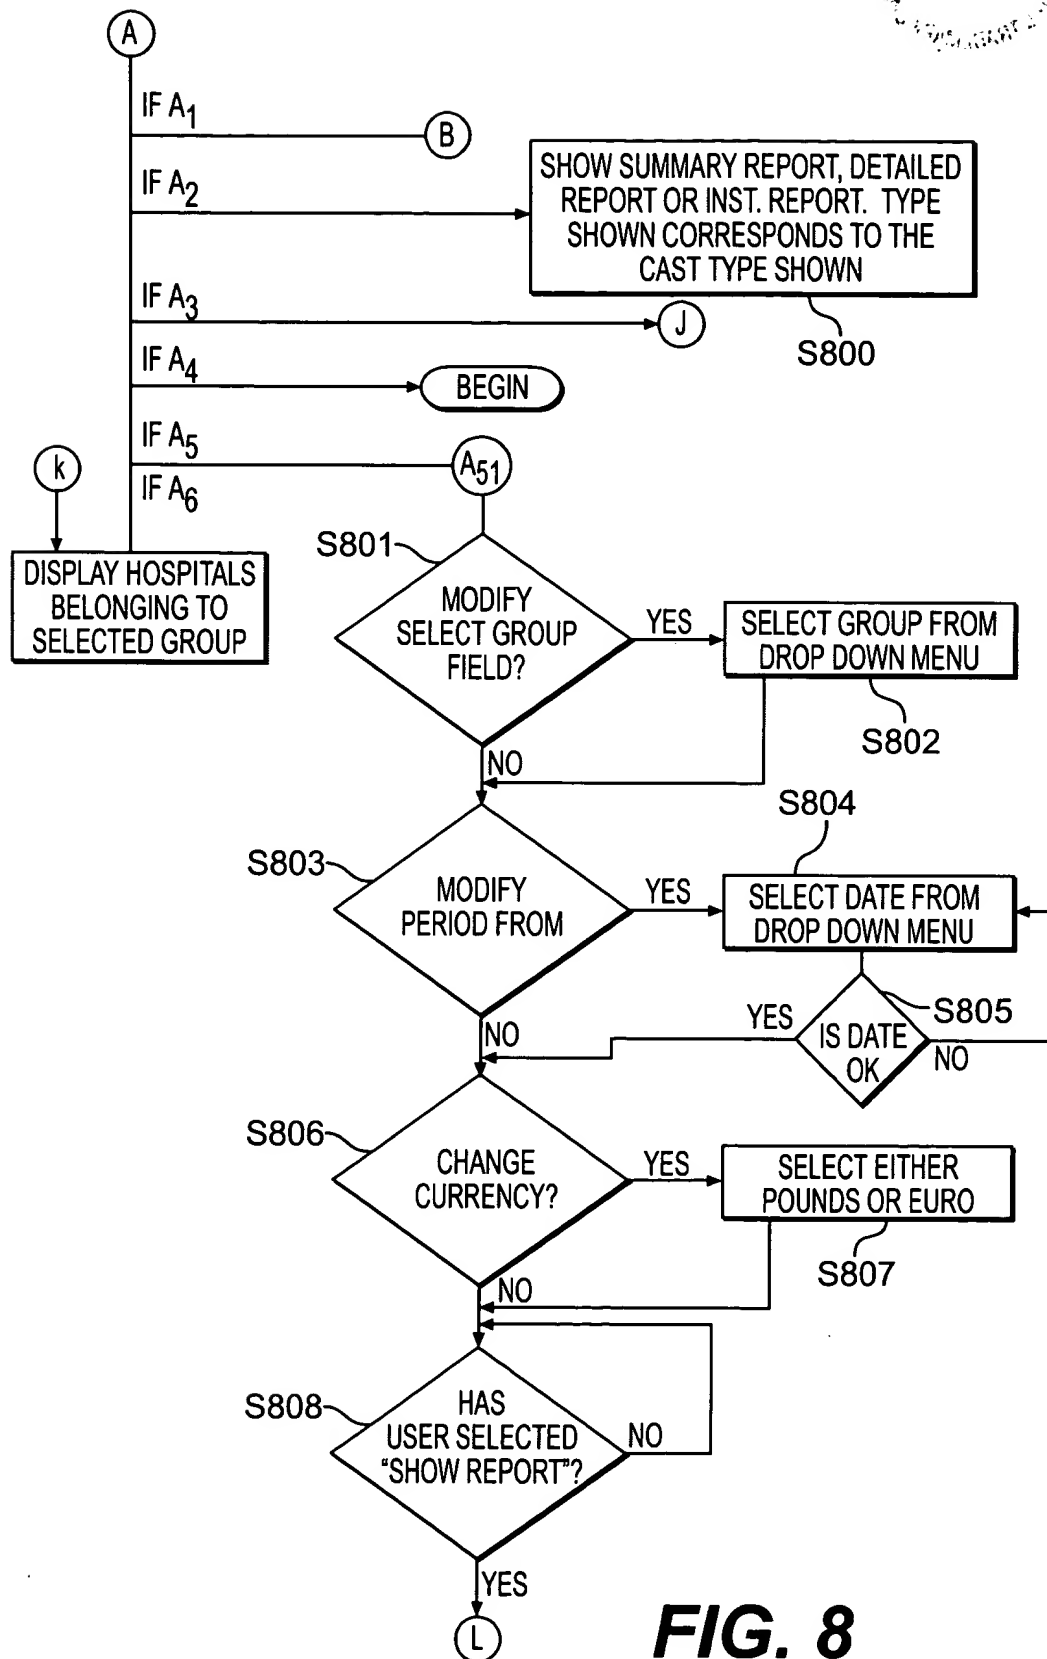 A
IF A1
B
IF A2
SHOW SUMMARY REPORT, DETAILED
REPORT OR INST. REPORT. TYPE
SHOWN CORRESPONDS TO THE
CAST TYPE SHOWN
S800
IF A3
J
IF A4
BEGIN
IF A5
A51
k
IF A6
DISPLAY HOSPITALS
BELONGING TO
SELECTED GROUP
S801
MODIFY
SELECT GROUP
FIELD?
YES
SELECT GROUP FROM
DROP DOWN MENU
S802
NO
S803
MODIFY
PERIOD FROM
YES
S804
SELECT DATE FROM
DROP DOWN MENU
S805
IS DATE
OK
YES
NO
NO
S806
CHANGE
CURRENCY?
YES
SELECT EITHER
POUNDS OR EURO
S807
NO
S808
HAS
USER SELECTED
"SHOW REPORT"?
NO
YES
L
FIG. 8